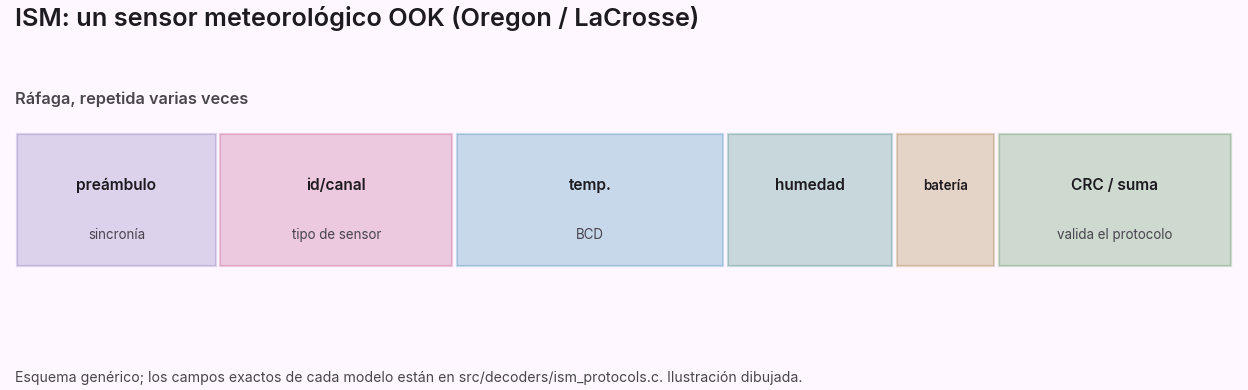 ISM: un sensor meteorológico OOK (Oregon / LaCrosse)
Ráfaga, repetida varias veces
preámbulo
sincronía
id/canal
tipo de sensor
temp.
BCD
humedad
batería
CRC / suma
valida el protocolo
Esquema genérico; los campos exactos de cada modelo están en src/decoders/ism_protocols.c. Ilustración dibujada.